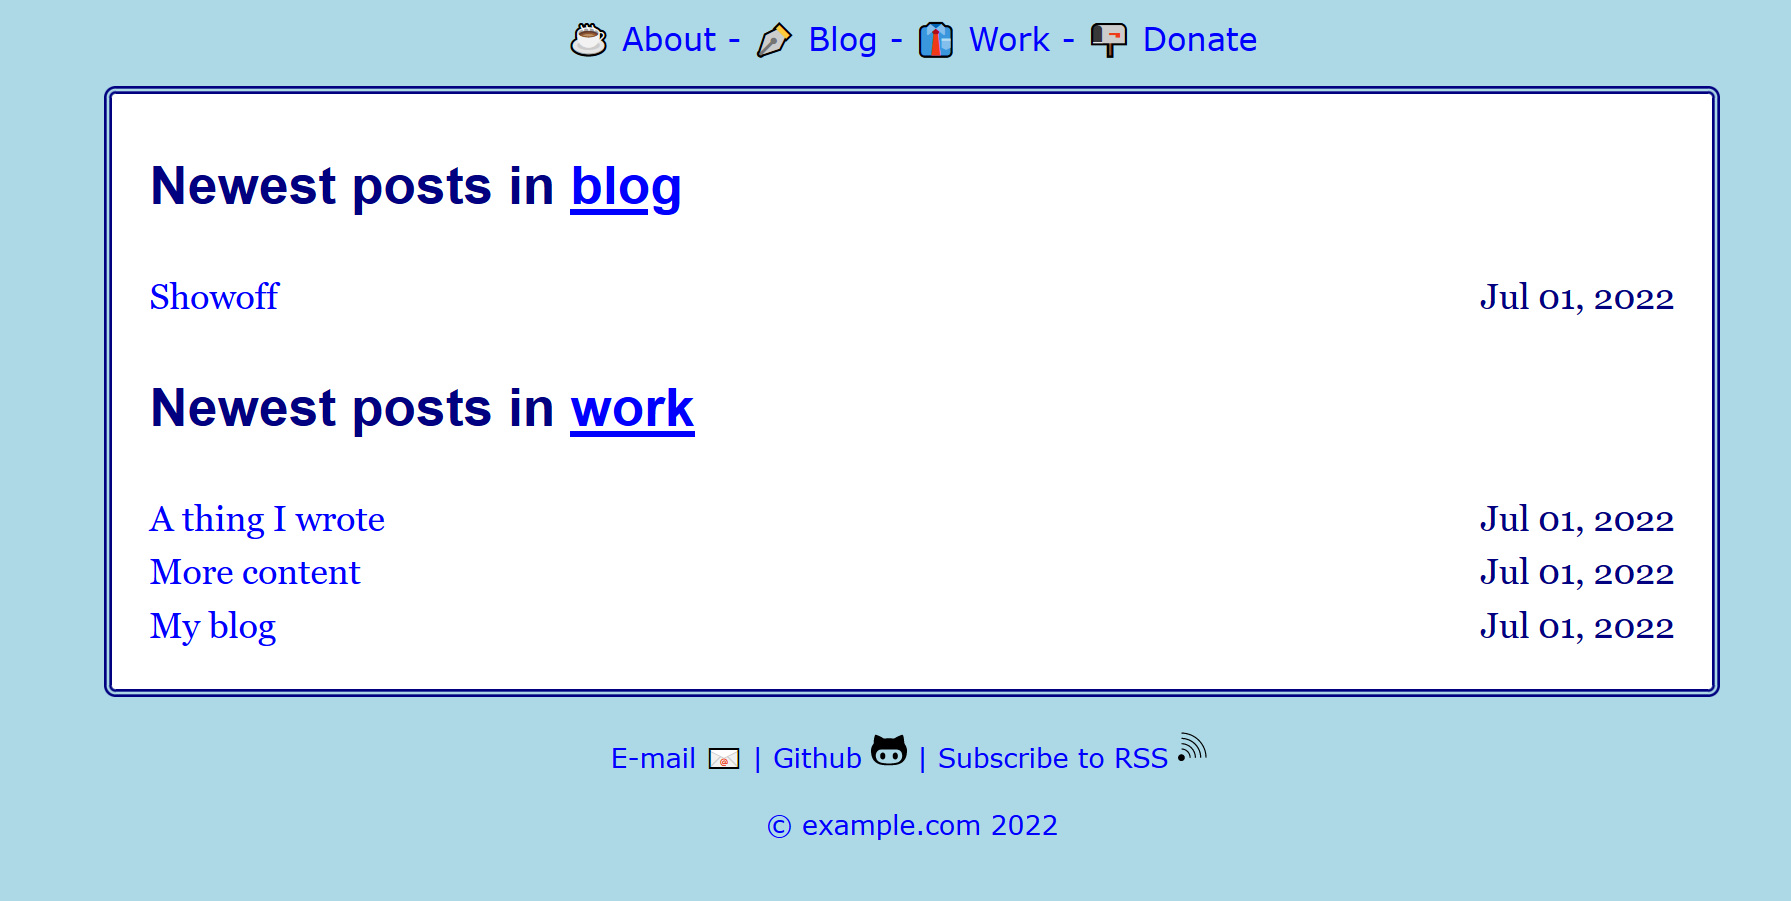 About - Blog - Work - Donate
Newest posts in blog
Showoff Jul 01, 2022
Newest posts in work
A thing I wrote Jul 01, 2022
More content Jul 01, 2022
My blog Jul 01, 2022
E-mail | Github | Subscribe to RSS
© example.com 2022